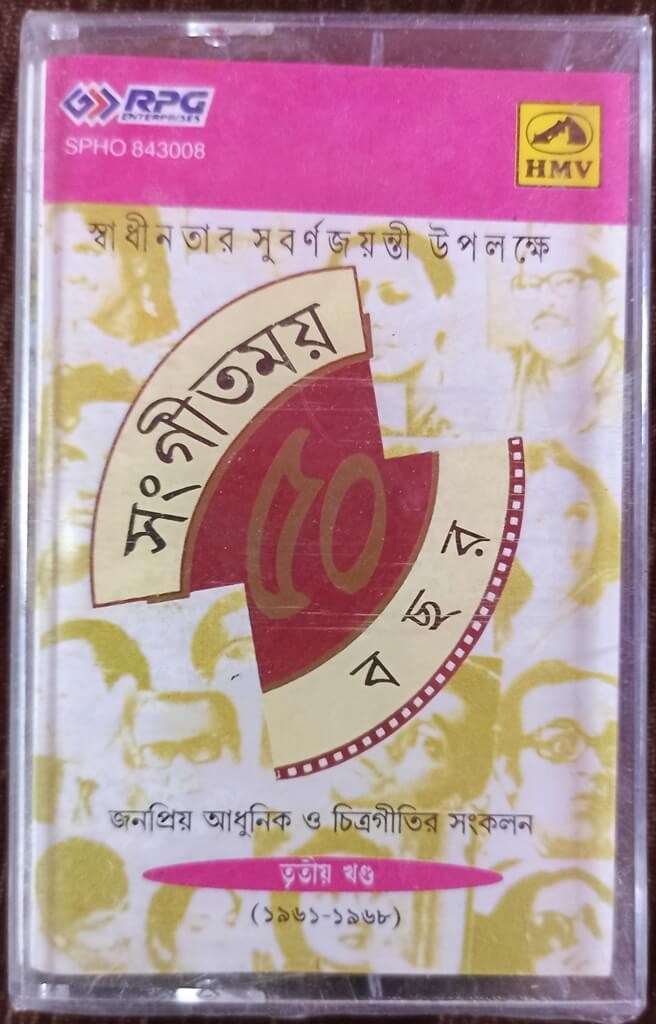 RPG
ENTERPRISES
SPHO 843008
HMV
স্বাধীনতার সুবর্ণজয়ন্তী উপলক্ষে
সংগীতময়
৫০
বছর
জনপ্রিয় আধুনিক ও চিত্রগীতির সংকলন
তৃতীয় খণ্ড
(১৯৬১-১৯৬৮)